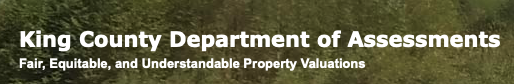 King County Department of Assessments
Fair, Equitable, and Understandable Property Valuations